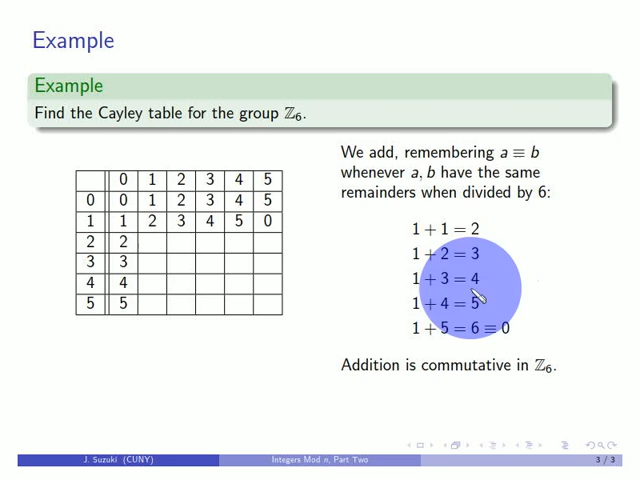 Example
Example
Find the Cayley table for the group ℤ₆.
We add, remembering a ≡ b
whenever a, b have the same
remainders when divided by 6:
0 1 2 3 4 5
0 0 1 2 3 4 5
1 1 2 3 4 5 0
2 2
3 3
4 4
5 5
1 + 1 = 2
1 + 2 = 3
1 + 3 = 4
1 + 4 = 5
1 + 5 = 6 ≡ 0
Addition is commutative in ℤ₆.
J. Suzuki (CUNY) Integers Mod n, Part Two 3 / 3